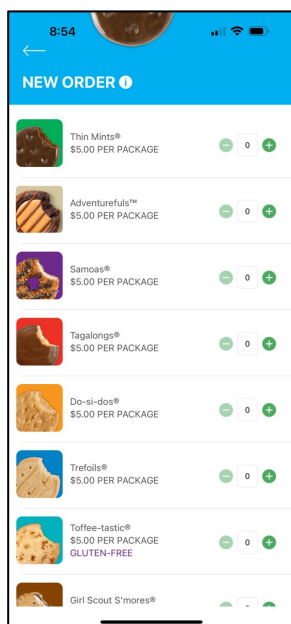 8:54
NEW ORDER i
Thin Mints®
$5.00 PER PACKAGE
0
Adventurefuls™
$5.00 PER PACKAGE
0
Samoas®
$5.00 PER PACKAGE
0
Tagalongs®
$5.00 PER PACKAGE
0
Do-si-dos®
$5.00 PER PACKAGE
0
Trefoils®
$5.00 PER PACKAGE
0
Toffee-tastic®
$5.00 PER PACKAGE
GLUTEN-FREE
0
Girl Scout S'mores®